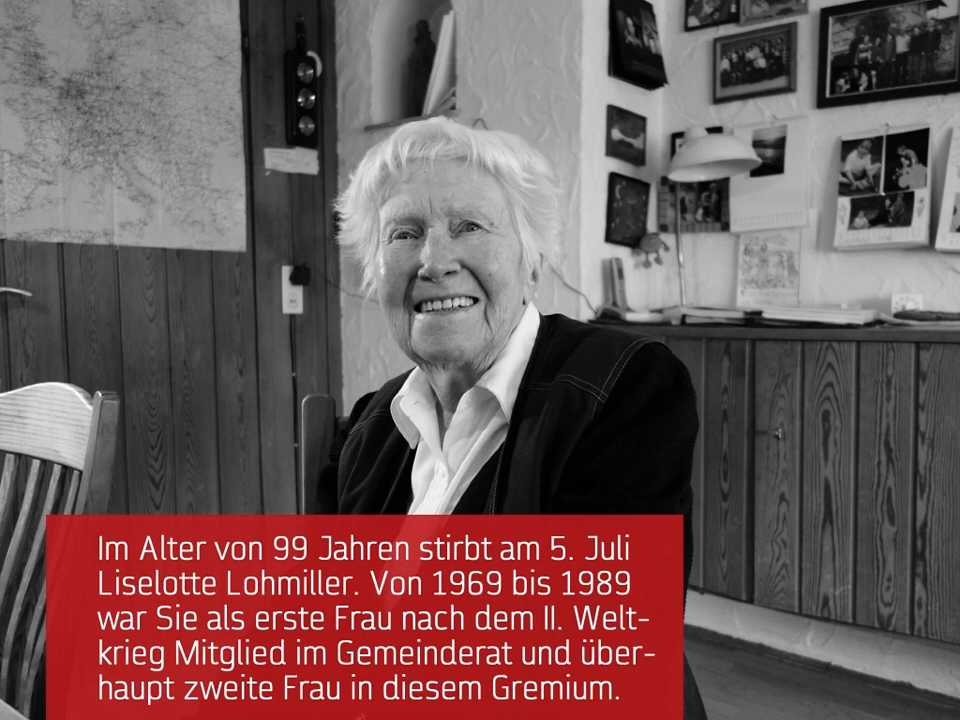 Im Alter von 99 Jahren stirbt am 5. Juli
Liselotte Lohmiller. Von 1969 bis 1989
war Sie als erste Frau nach dem II. Welt-
krieg Mitglied im Gemeinderat und über-
haupt zweite Frau in diesem Gremium.